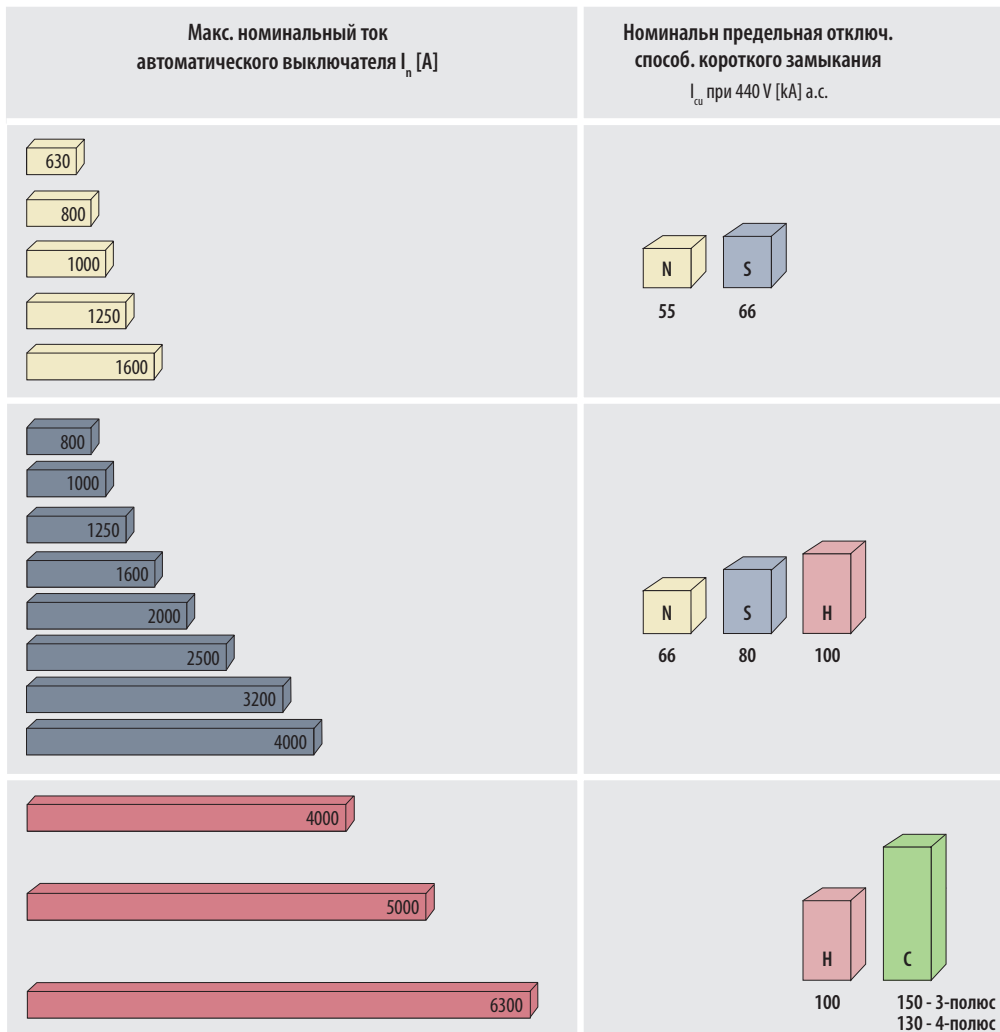 Макс. номинальный ток
автоматического выключателя I_n [A]
Номинальн предельная отключ.
способ. короткого замыкания
I_cu при 440 V [kA] a.c.
630
800
1000
1250
1600
N S
55 66
800
1000
1250
1600
2000
2500
3200
4000
N S H
66 80 100
4000
5000
6300
H C
100 150 - 3-полюс
130 - 4-полюс